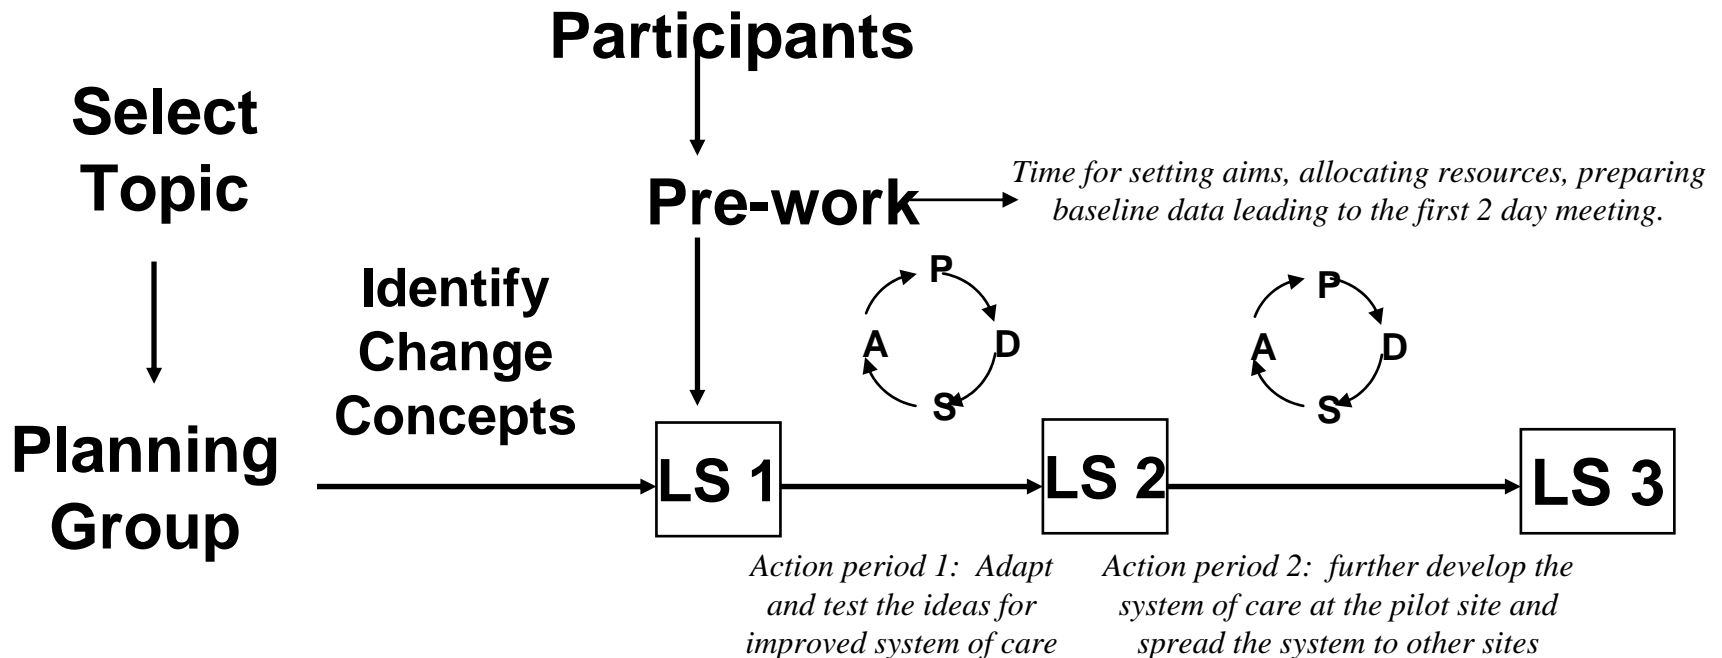 Participants
Select
Topic
Pre-work
Time for setting aims, allocating resources, preparing
baseline data leading to the first 2 day meeting.
Planning
Group
Identify
Change
Concepts
P
D
S
A
P
D
S
A
LS 1
LS 2
LS 3
Action period 1: Adapt
and test the ideas for
improved system of care
Action period 2: further develop the
system of care at the pilot site and
spread the system to other sites